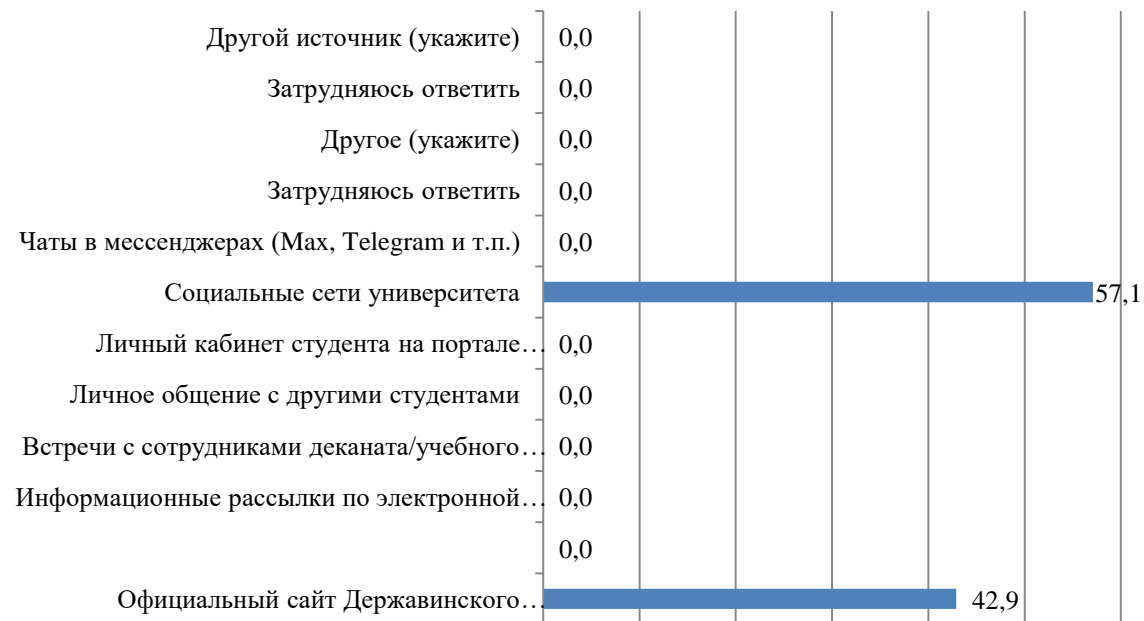 Другой источник (укажите) 0,0
Затрудняюсь ответить 0,0
Другое (укажите) 0,0
Затрудняюсь ответить 0,0
Чаты в мессенджерах (Max, Telegram и т.п.) 0,0
Социальные сети университета 57,1
Личный кабинет студента на портале… 0,0
Личное общение с другими студентами 0,0
Встречи с сотрудниками деканата/учебного… 0,0
Информационные рассылки по электронной… 0,0
0,0
Официальный сайт Державинского… 42,9